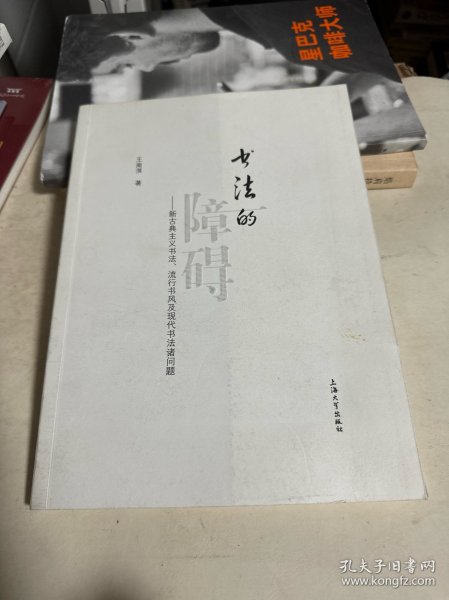 星巴克
咖啡大师
书法的
障碍
——新古典主义书法、流行书风及现代书法诸问题
王南溟 著
上海大学出版社
孔夫子旧书网
www.kongfz.com